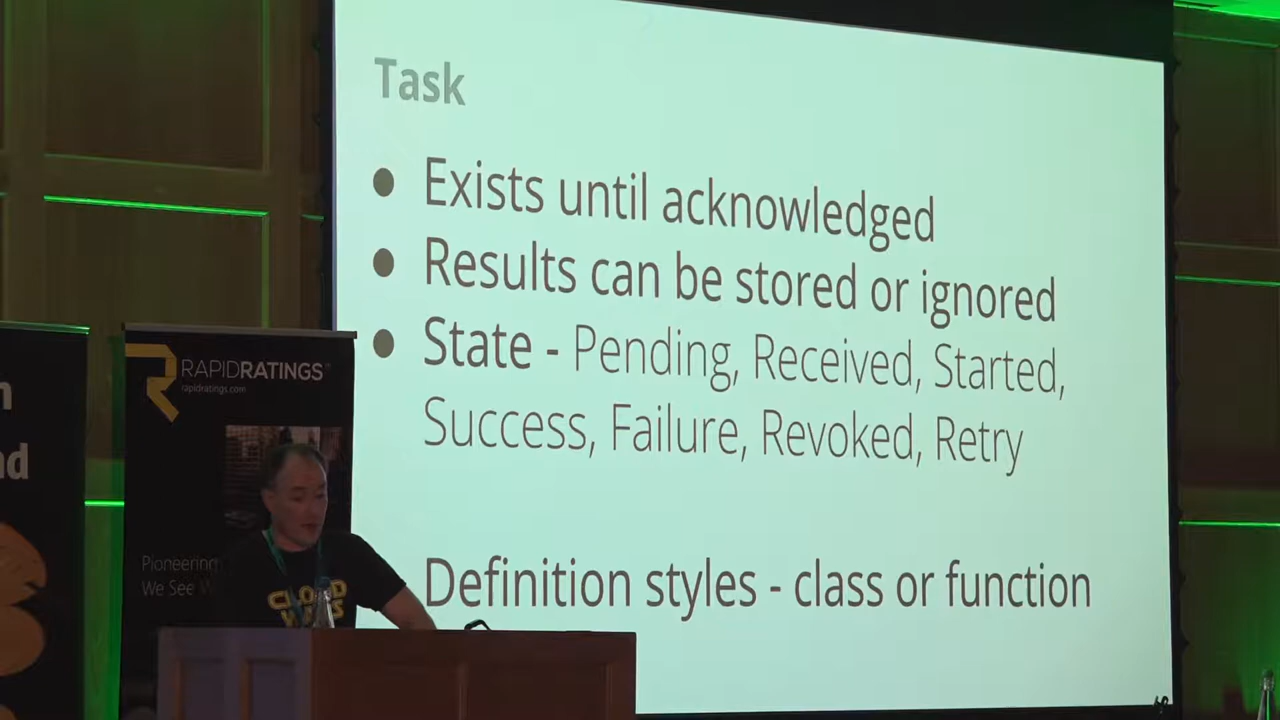 Task
● Exists until acknowledged
● Results can be stored or ignored
● State - Pending, Received, Started,
Success, Failure, Revoked, Retry
Definition styles - class or function
RAPIDRATINGS
rapidratings.com
Pioneering
We See